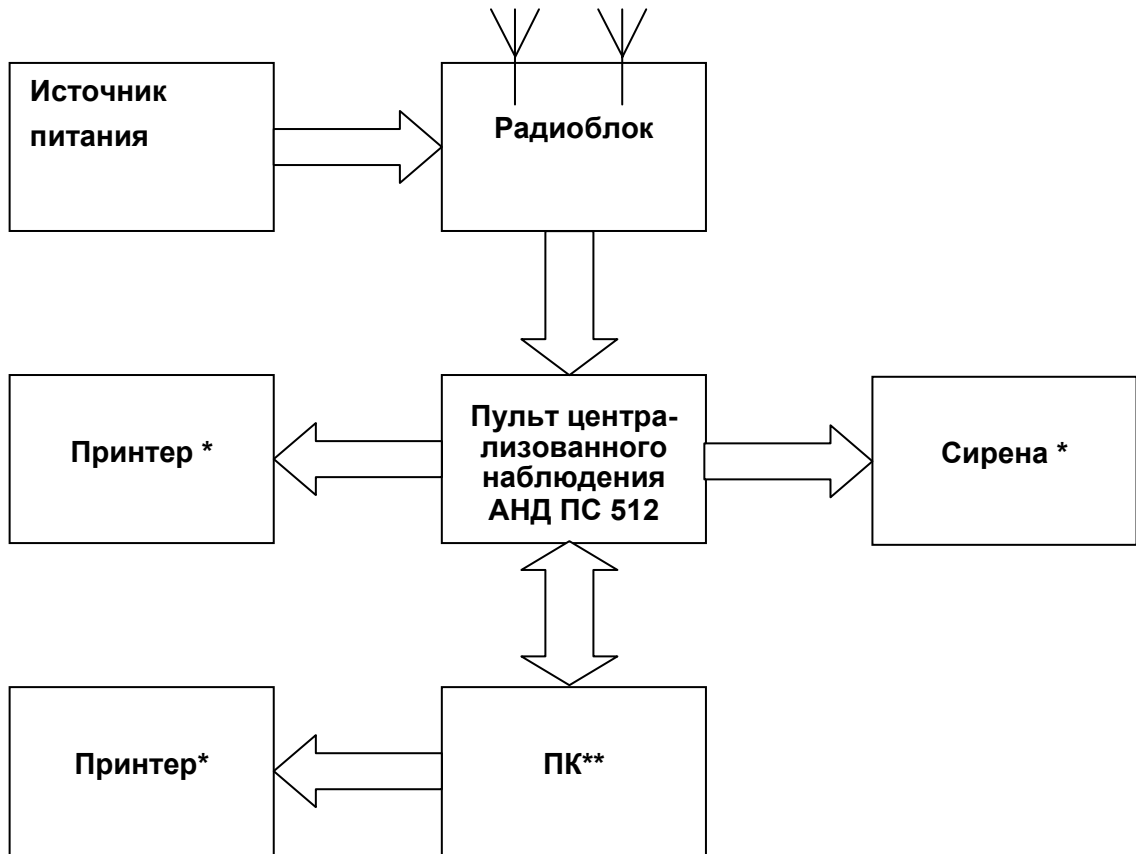 Источник
питания
Радиоблок
Принтер *
Пульт центра-
лизованного
наблюдения
АНД ПС 512
Сирена *
Принтер*
ПК**